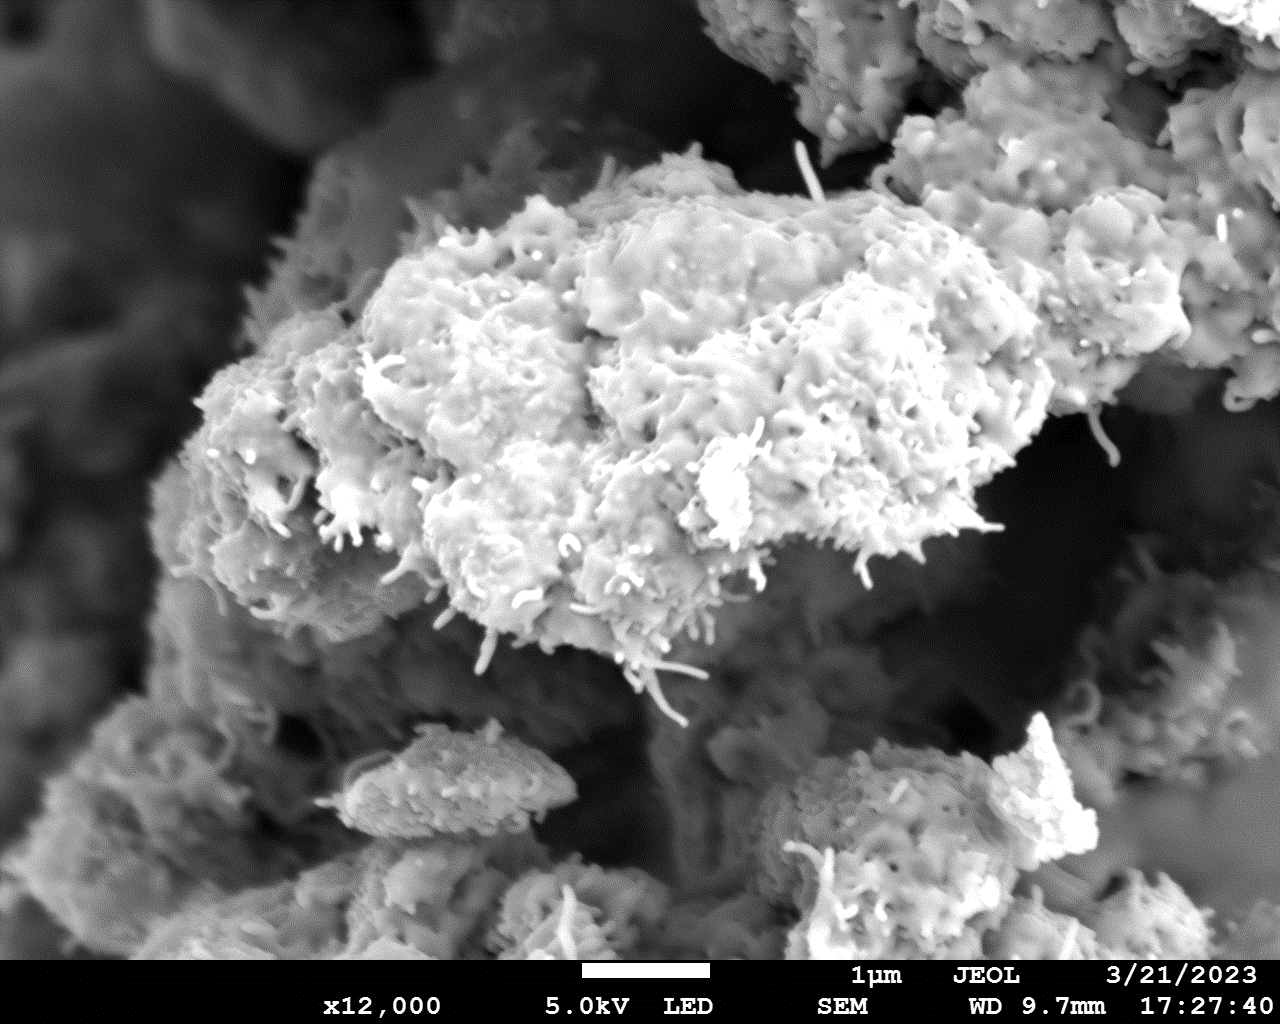 1µm JEOL 3/21/2023
x12,000 5.0kV LED SEM WD 9.7mm 17:27:40